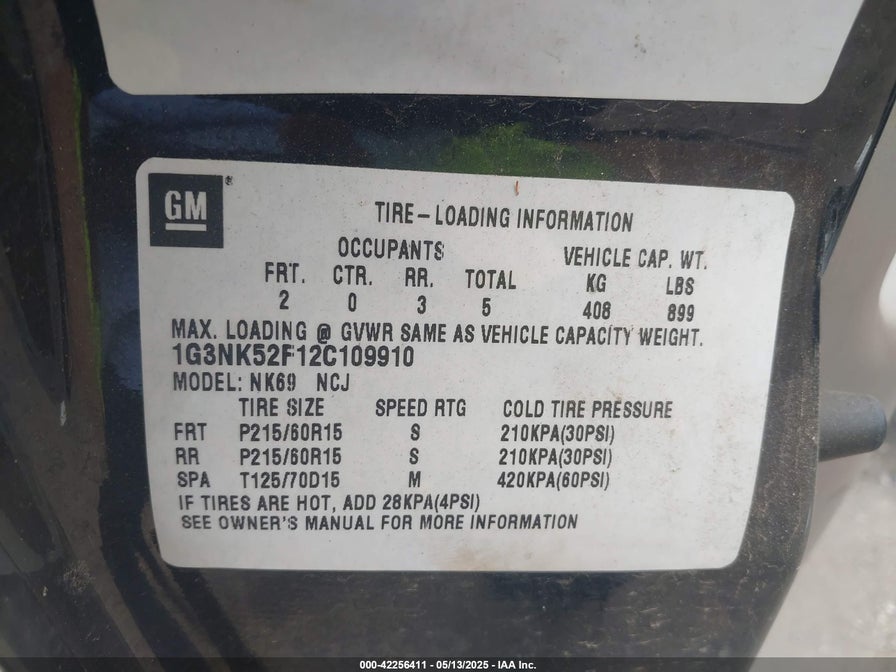 GM®
TIRE-LOADING INFORMATION
OCCUPANTS VEHICLE CAP. WT.
FRT. CTR. RR. TOTAL KG LBS
2 0 3 5 408 899
MAX. LOADING @ GVWR SAME AS VEHICLE CAPACITY WEIGHT.
1G3NK52F12C109910
MODEL: NK69 NCJ
TIRE SIZE SPEED RTG COLD TIRE PRESSURE
FRT P215/60R15 S 210KPA(30PSI)
RR P215/60R15 S 210KPA(30PSI)
SPA T125/70D15 M 420KPA(60PSI)
IF TIRES ARE HOT, ADD 28KPA(4PSI)
SEE OWNER'S MANUAL FOR MORE INFORMATION
000-42256411 - 05/13/2025 - IAA Inc.